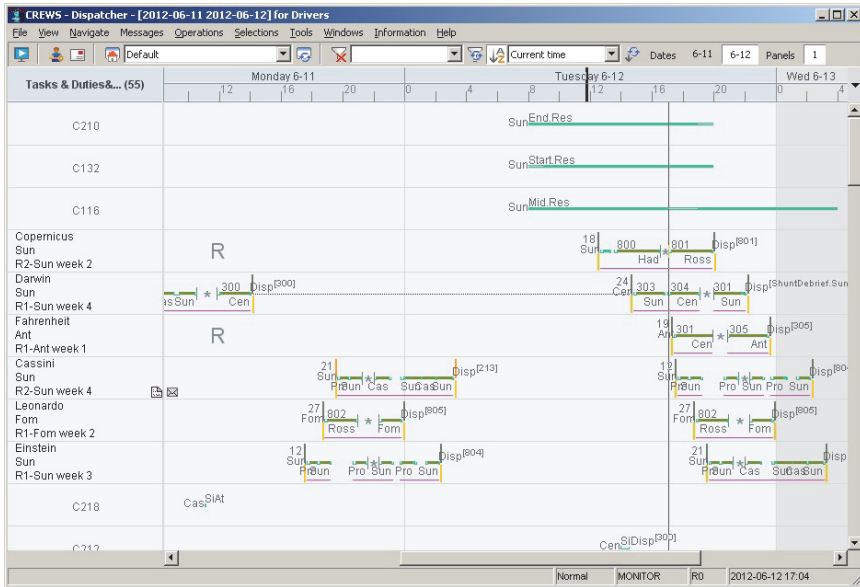 CREWS - Dispatcher - [2012-06-11 2012-06-12] for Drivers
File View Navigate Messages Operations Selections Tools Windows Information Help
Default Current time Dates 6-11 6-12 Panels 1
Tasks & Duties&... (55)
Monday 6-11 Tuesday 6-12 Wed 6-13
12 16 20 0 4 8 12 16 20 0 4
C210
Sun End.Res
C132
Sun Start.Res
C116
Sun Mid.Res
Copernicus
Sun
R2-Sun week 2
R
18 800 801 Disp[801]
Sun Had Ross
Darwin
Sun
R1-Sun week 4
300 Disp[300]
Sun * Cen
24 303 304 301 Disp[ShuntDebrief.Sun
Cen Sun Cen * Sun
Fahrenheit
Ant
R1-Ant week 1
R
19 301 305 Disp[305]
Ant Cen * Ant
Cassini
Sun
R2-Sun week 4
21 Disp[213]
Sun Sun Cas Sun Sun
12 Disp[80
Sun Sun Pro Sun Pro Sun
Leonardo
Fom
R1-Fom week 2
27 802 Disp[805]
Fom Ross * Fom
27 802 Disp[805]
Fom Ross * Fom
Einstein
Sun
R1-Sun week 3
12 Disp[804]
Sun Sun Pro Sun Pro Sun
21 Disp
Sun Sun Cas Sun Sun
C218
Cas SiAt
C212
Cen SiDisp[300]
Normal MONITOR R0 2012-06-12 17:04